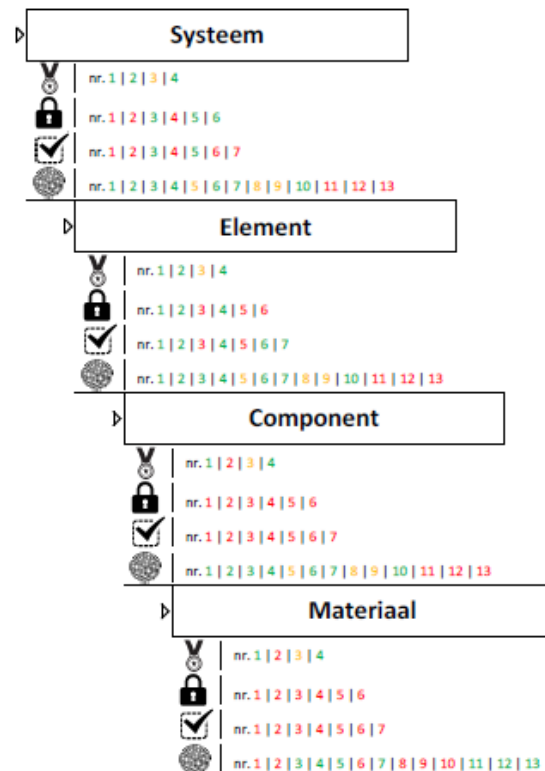 Systeem
nr. 1 | 2 | 3 | 4
nr. 1 | 2 | 3 | 4 | 5 | 6
nr. 1 | 2 | 3 | 4 | 5 | 6 | 7
nr. 1 | 2 | 3 | 4 | 5 | 6 | 7 | 8 | 9 | 10 | 11 | 12 | 13
Element
nr. 1 | 2 | 3 | 4
nr. 1 | 2 | 3 | 4 | 5 | 6
nr. 1 | 2 | 3 | 4 | 5 | 6 | 7
nr. 1 | 2 | 3 | 4 | 5 | 6 | 7 | 8 | 9 | 10 | 11 | 12 | 13
Component
nr. 1 | 2 | 3 | 4
nr. 1 | 2 | 3 | 4 | 5 | 6
nr. 1 | 2 | 3 | 4 | 5 | 6 | 7
nr. 1 | 2 | 3 | 4 | 5 | 6 | 7 | 8 | 9 | 10 | 11 | 12 | 13
Materiaal
nr. 1 | 2 | 3 | 4
nr. 1 | 2 | 3 | 4 | 5 | 6
nr. 1 | 2 | 3 | 4 | 5 | 6 | 7
nr. 1 | 2 | 3 | 4 | 5 | 6 | 7 | 8 | 9 | 10 | 11 | 12 | 13